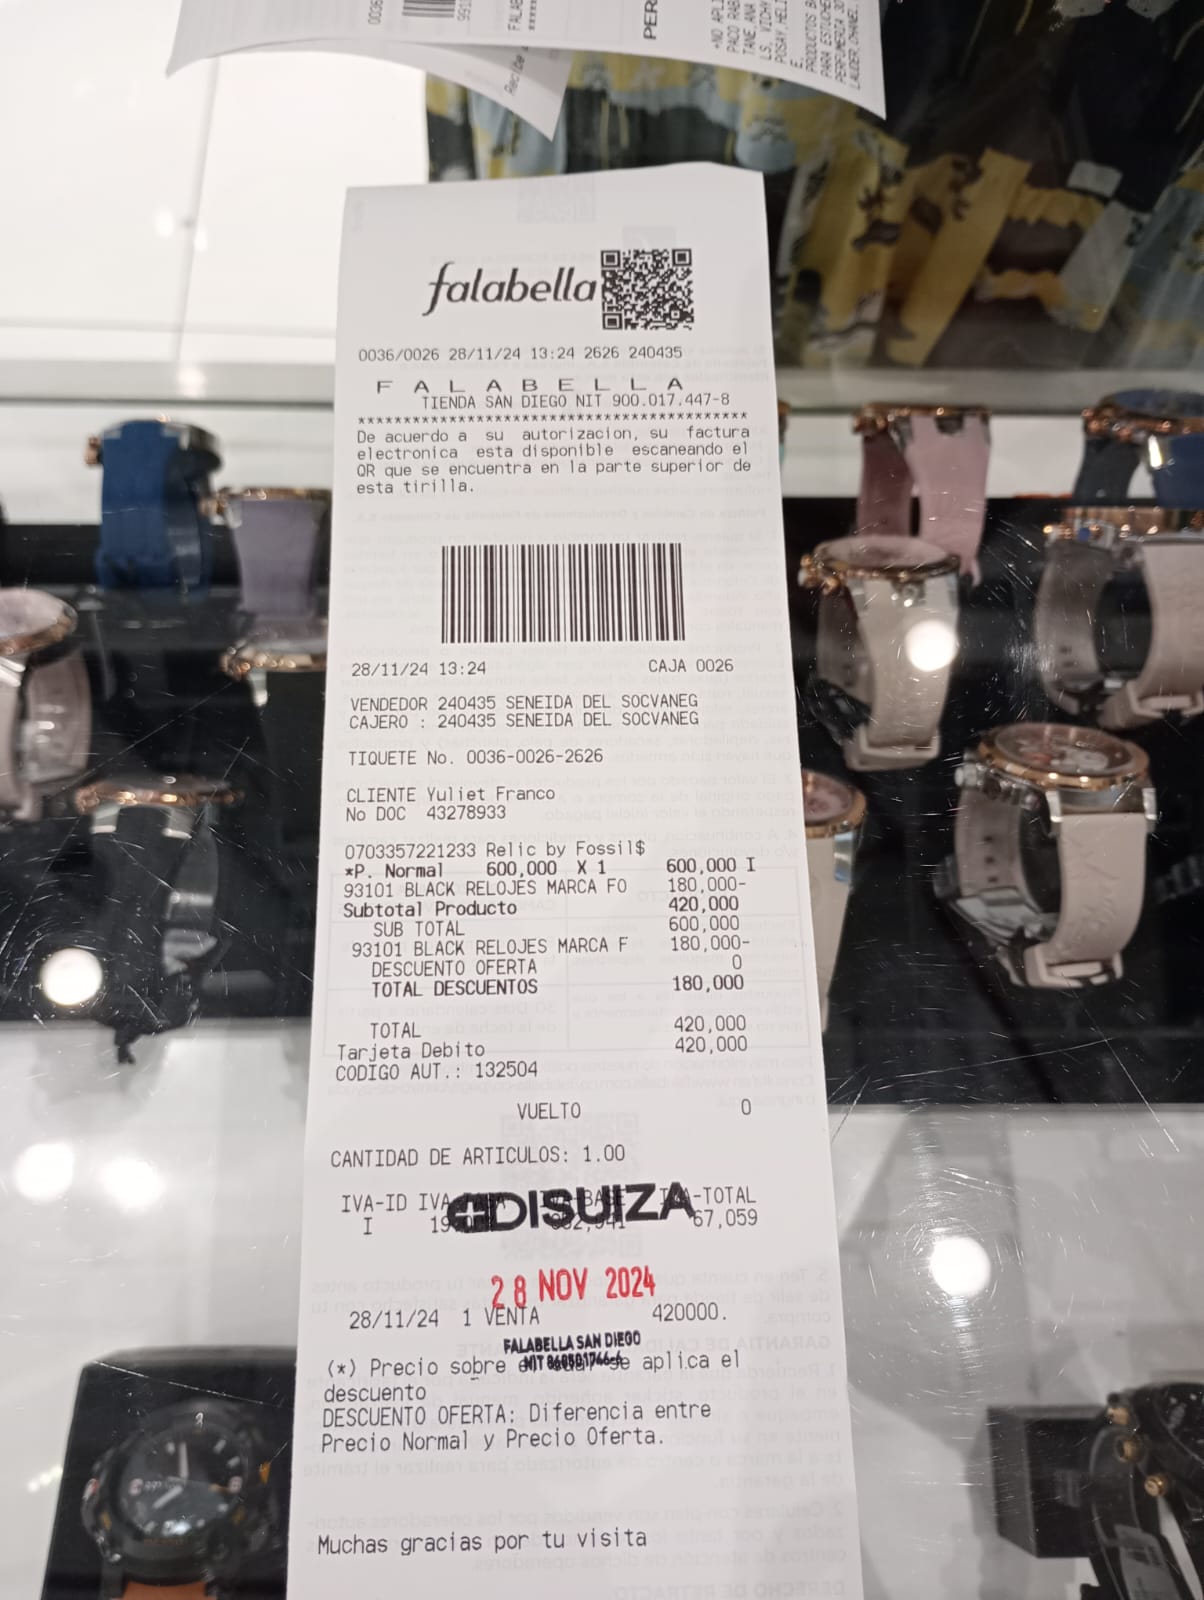 falabella
0036/0026 28/11/24 13:24 2626 240435
F A L A B E L L A
TIENDA SAN DIEGO NIT 900.017.447-8
*********************************************
De acuerdo a su autorizacion, su factura
electronica esta disponible escaneando el
QR que se encuentra en la parte superior de
esta tirilla.
28/11/24 13:24 CAJA 0026
VENDEDOR 240435 SENEIDA DEL SOCVANEG
CAJERO : 240435 SENEIDA DEL SOCVANEG
TIQUETE No. 0036-0026-2626
CLIENTE Yuliet Franco
No DOC 43278933
0703357221233 Relic by Fossil$
*P. Normal 600,000 X 1 600,000 I
93101 BLACK RELOJES MARCA FO 180,000-
Subtotal Producto 420,000
SUB TOTAL 600,000
93101 BLACK RELOJES MARCA F 180,000-
DESCUENTO OFERTA 0
TOTAL DESCUENTOS 180,000
TOTAL 420,000
Tarjeta Debito 420,000
CODIGO AUT.: 132504
VUELTO 0
CANTIDAD DE ARTICULOS: 1.00
IVA-ID IVA IVA-BASE IVA-TOTAL
DISUIZA
I 67,059
28 NOV 2024
28/11/24 1 VENTA 420000.
FALABELLA SAN DIEGO
(*) Precio sobre el cual se aplica el
descuento
DESCUENTO OFERTA: Diferencia entre
Precio Normal y Precio Oferta.
Muchas gracias por tu visita